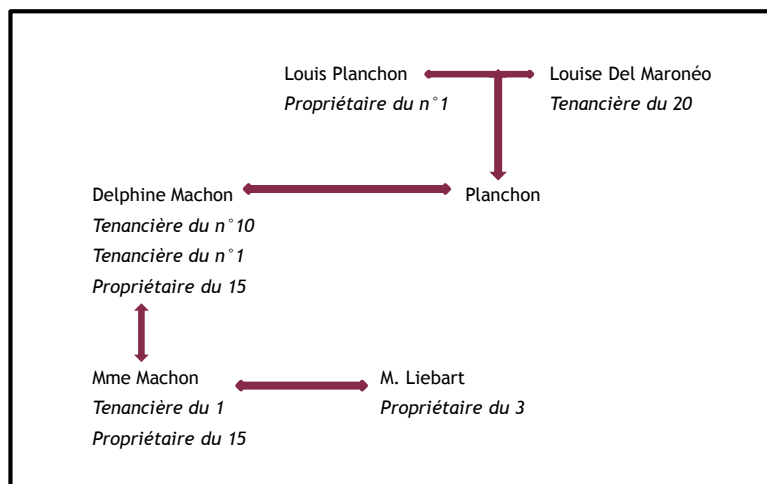 Louis Planchon
Propriétaire du n°1
Louise Del Maronéo
Tenancière du 20
Delphine Machon
Tenancière du n°10
Tenancière du n°1
Propriétaire du 15
Planchon
Mme Machon
Tenancière du 1
Propriétaire du 15
M. Liebart
Propriétaire du 3